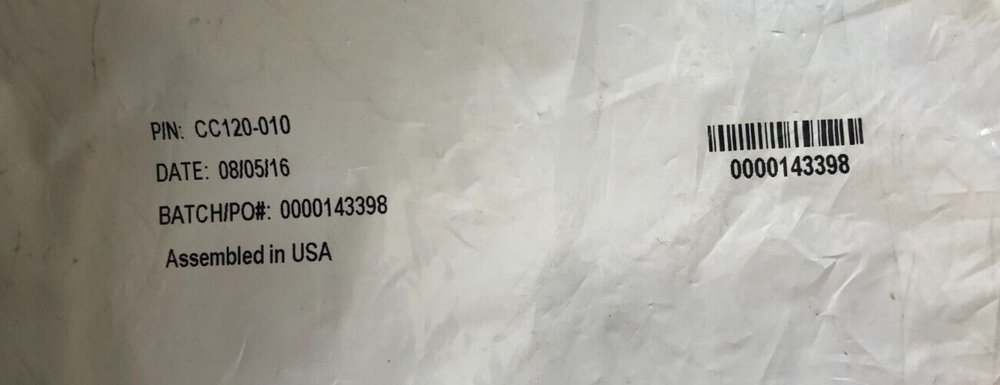 P/N: CC120-010
DATE: 08/05/16
BATCH/PO#: 0000143398
Assembled in USA
0000143398